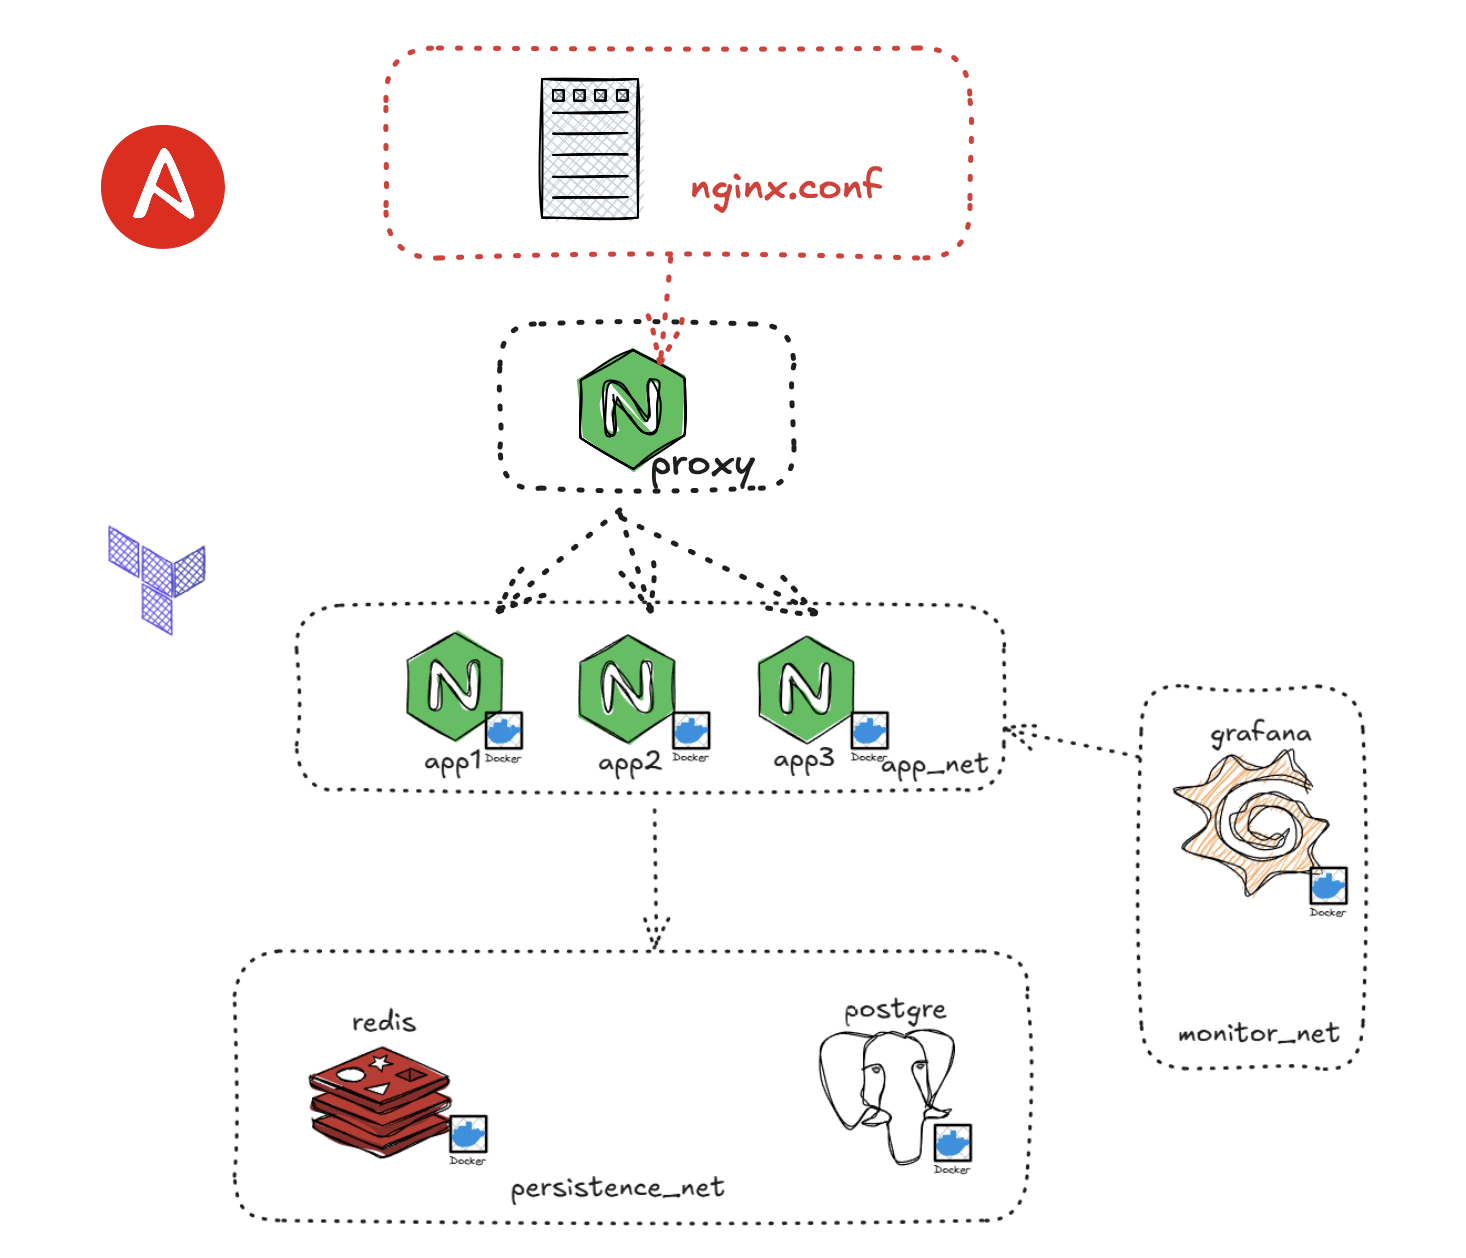 nginx.conf
proxy
app1
Docker
app2
Docker
app3
Docker
app_net
grafana
Docker
monitor_net
redis
Docker
postgre
Docker
persistence_net